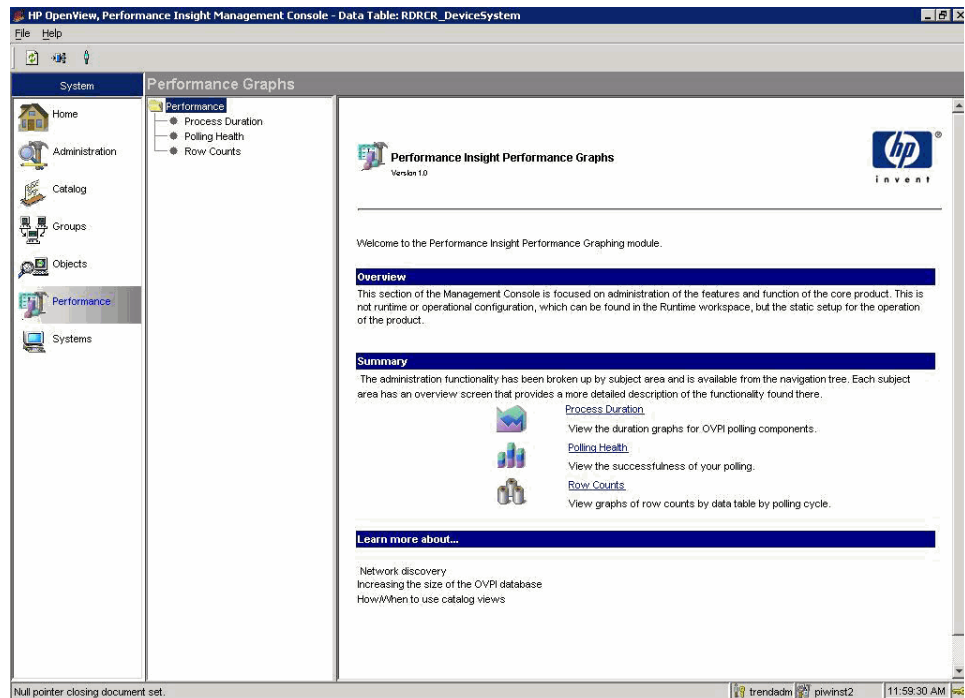 HP OpenView, Performance Insight Management Console - Data Table: RDRCR_DeviceSystem
File Help
System
Performance Graphs
Home
Administration
Catalog
Groups
Objects
Performance
Systems
Performance
Process Duration
Polling Health
Row Counts
Performance Insight Performance Graphs
Version 1.0
hp
®
invent
Welcome to the Performance Insight Performance Graphing module.
Overview
This section of the Management Console is focused on administration of the features and function of the core product. This is
not runtime or operational configuration, which can be found in the Runtime workspace, but the static setup for the operation
of the product.
Summary
The administration functionality has been broken up by subject area and is available from the navigation tree. Each subject
area has an overview screen that provides a more detailed description of the functionality found there.
Process Duration
View the duration graphs for OVPI polling components.
Polling Health
View the successfulness of your polling.
Row Counts
View graphs of row counts by data table by polling cycle.
Learn more about...
Network discovery
Increasing the size of the OVPI database
How/When to use catalog views
Null pointer closing document set.
trendadm
piwinst2
11:59:30 AM